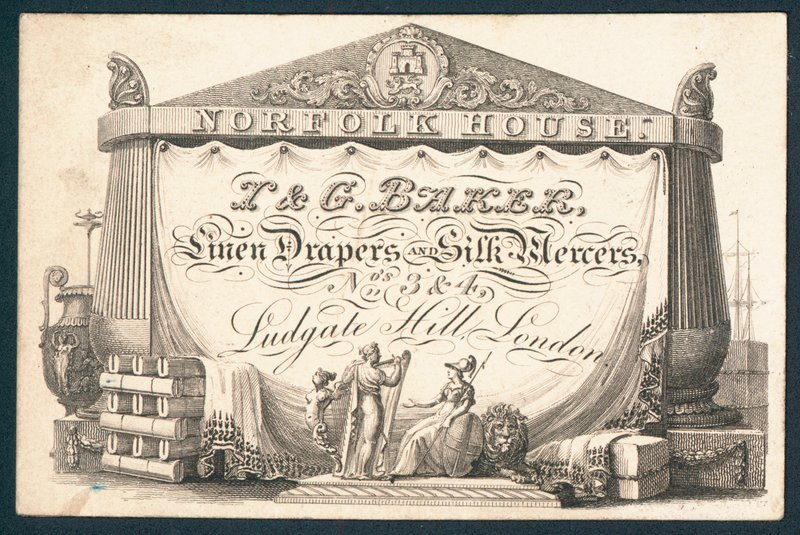 NORFOLK HOUSE.
I & G. BAKER,
Linen Drapers AND Silk Mercers,
Nos. 3 & 4,
Ludgate Hill, London